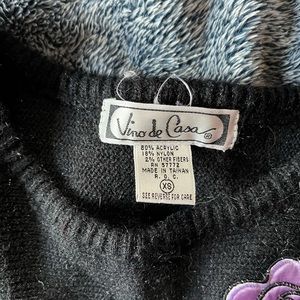 Vino de Casa ®
80% ACRYLIC
18% NYLON
2% OTHER FIBERS
RN 57772
MADE IN TAIWAN
R. O. C.
XS
SEE REVERSE FOR CARE